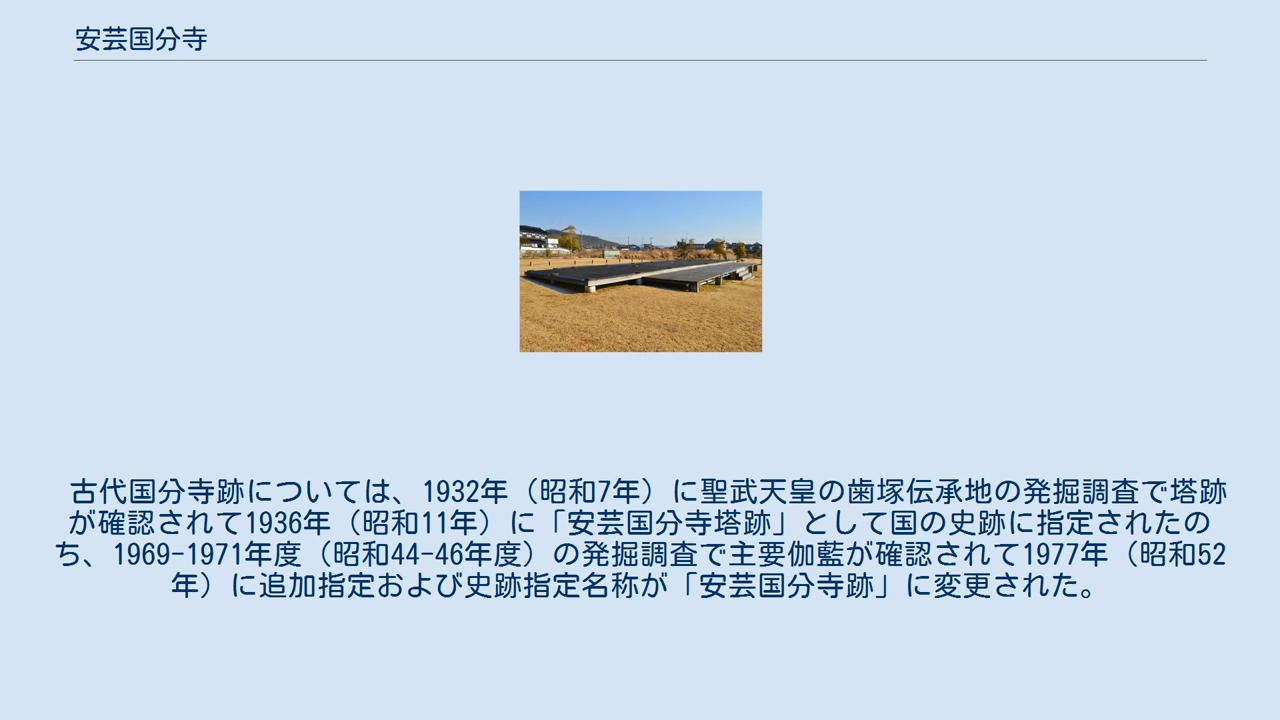 安芸国分寺
古代国分寺跡については、1932年（昭和7年）に聖武天皇の歯塚伝承地の発掘調査で塔跡
が確認されて1936年（昭和11年）に「安芸国分寺塔跡」として国の史跡に指定されたの
ち、1969-1971年度（昭和44-46年度）の発掘調査で主要伽藍が確認されて1977年（昭和52
年）に追加指定および史跡指定名称が「安芸国分寺跡」に変更された。